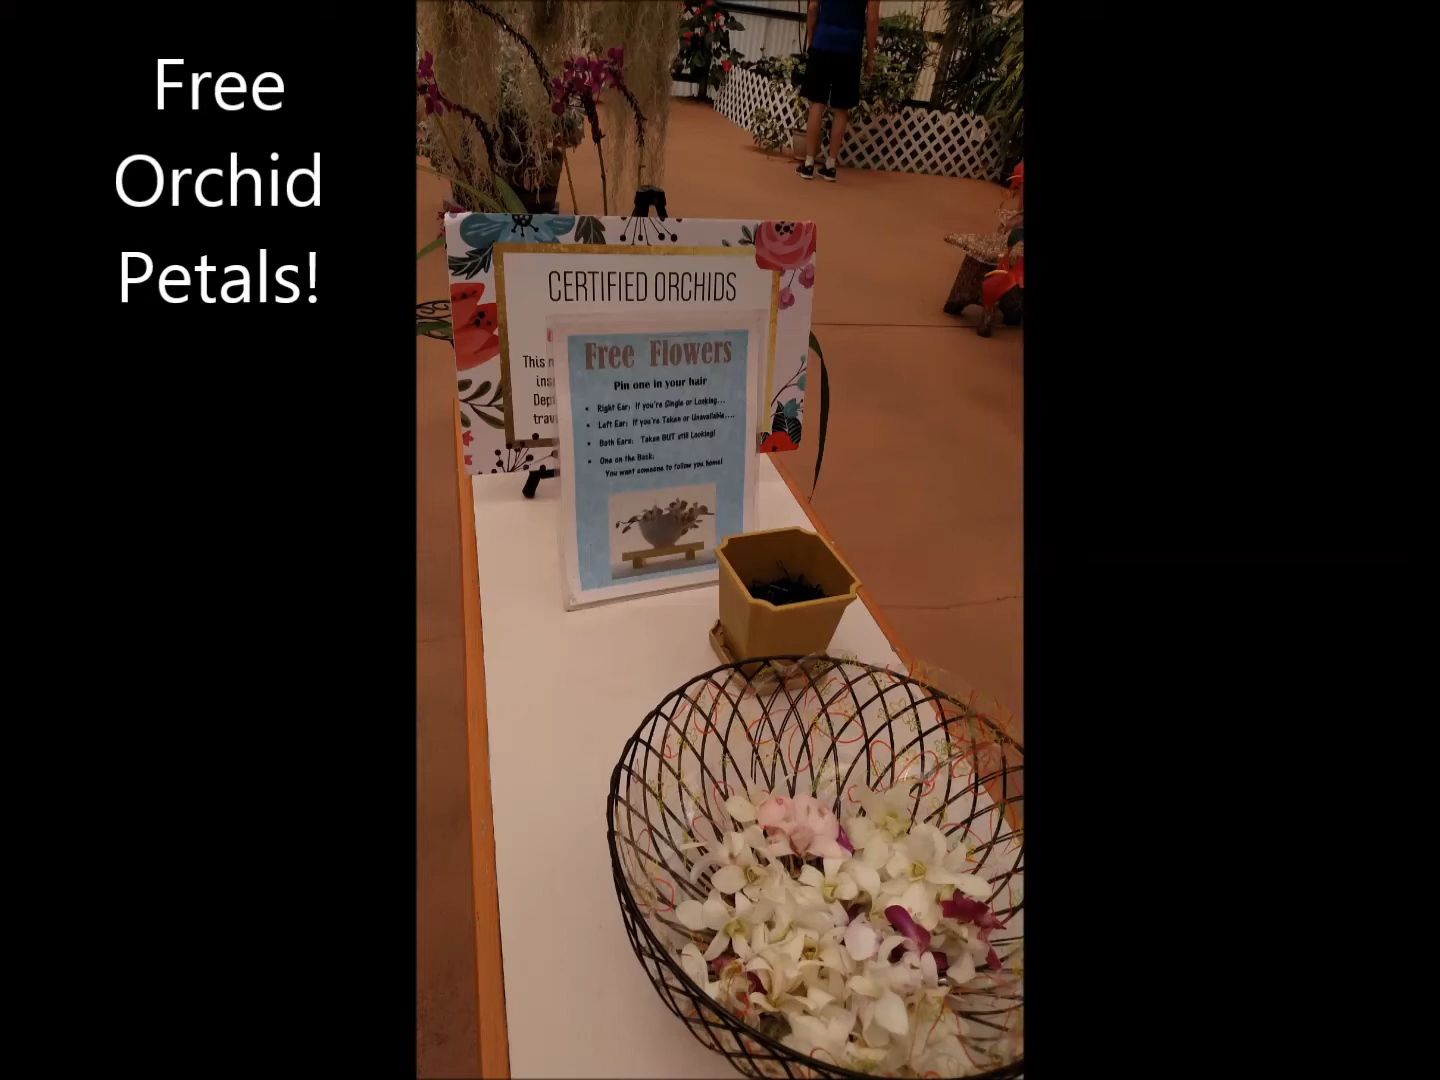 Free
Orchid
Petals!
CERTIFIED ORCHIDS
This
trav
Free Flowers
Pin one in your hair
• Right Ear: If you're Single or Looking...
• Left Ear: If you're Taken or Unavailable....
• Both Ears: Taken BUT still Looking!
• One on the Back:
You want someone to follow you home!